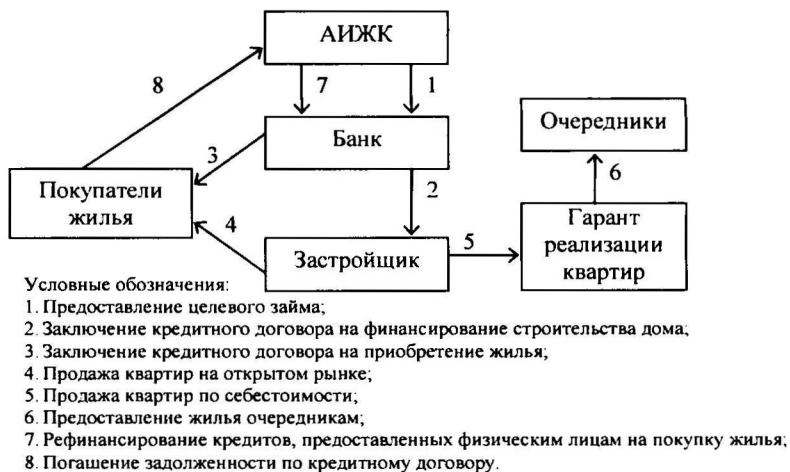 АИЖК
8
7
1
Очередники
Банк
3
6
Покупатели
жилья
2
4
Гарант
реализации
квартир
5
Застройщик
Условные обозначения:
1. Предоставление целевого займа;
2. Заключение кредитного договора на финансирование строительства дома;
3. Заключение кредитного договора на приобретение жилья;
4. Продажа квартир на открытом рынке;
5. Продажа квартир по себестоимости;
6. Предоставление жилья очередникам;
7. Рефинансирование кредитов, предоставленных физическим лицам на покупку жилья;
8. Погашение задолженности по кредитному договору.